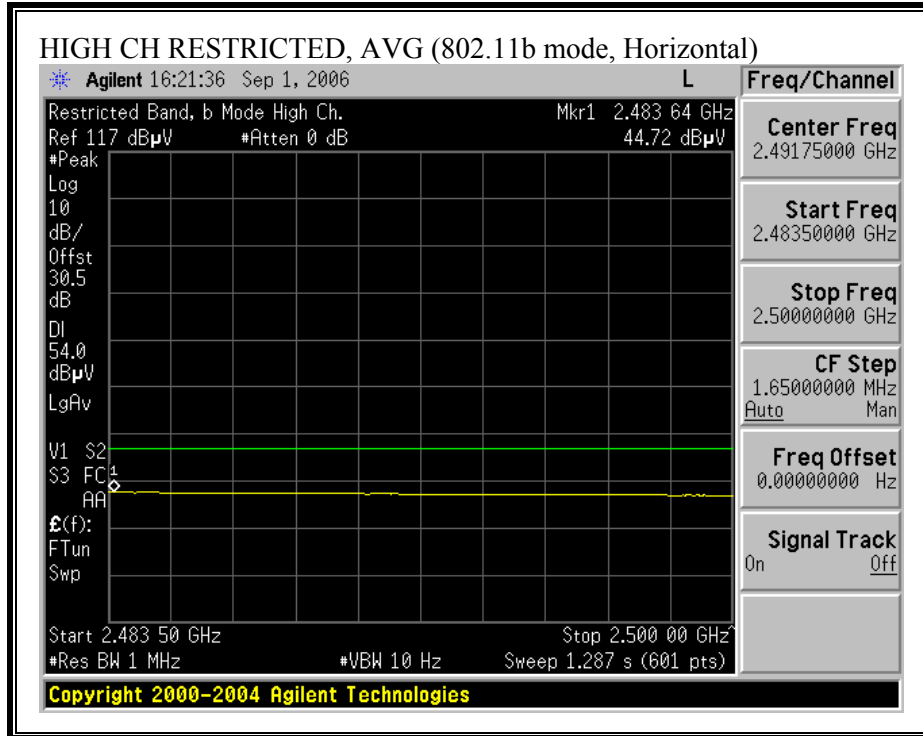 HIGH CH RESTRICTED, AVG (802.11b mode, Horizontal)
Agilent 16:21:36 Sep 1, 2006 L
Freq/Channel
Restricted Band, b Mode High Ch. Mkr1 2.483 64 GHz
Ref 117 dBµV #Atten 0 dB 44.72 dBµV
#Peak
Log
10
dB/
Offst
30.5
dB
DI
54.0
dBµV
LgAv
V1 S2
S3 FC
AA
£(f):
FTun
Swp
1
Start 2.483 50 GHz Stop 2.500 00 GHz^
#Res BW 1 MHz #VBW 10 Hz Sweep 1.287 s (601 pts)
Center Freq
2.49175000 GHz
Start Freq
2.48350000 GHz
Stop Freq
2.50000000 GHz
CF Step
1.65000000 MHz
Auto Man
Freq Offset
0.00000000 Hz
Signal Track
On Off
Copyright 2000-2004 Agilent Technologies